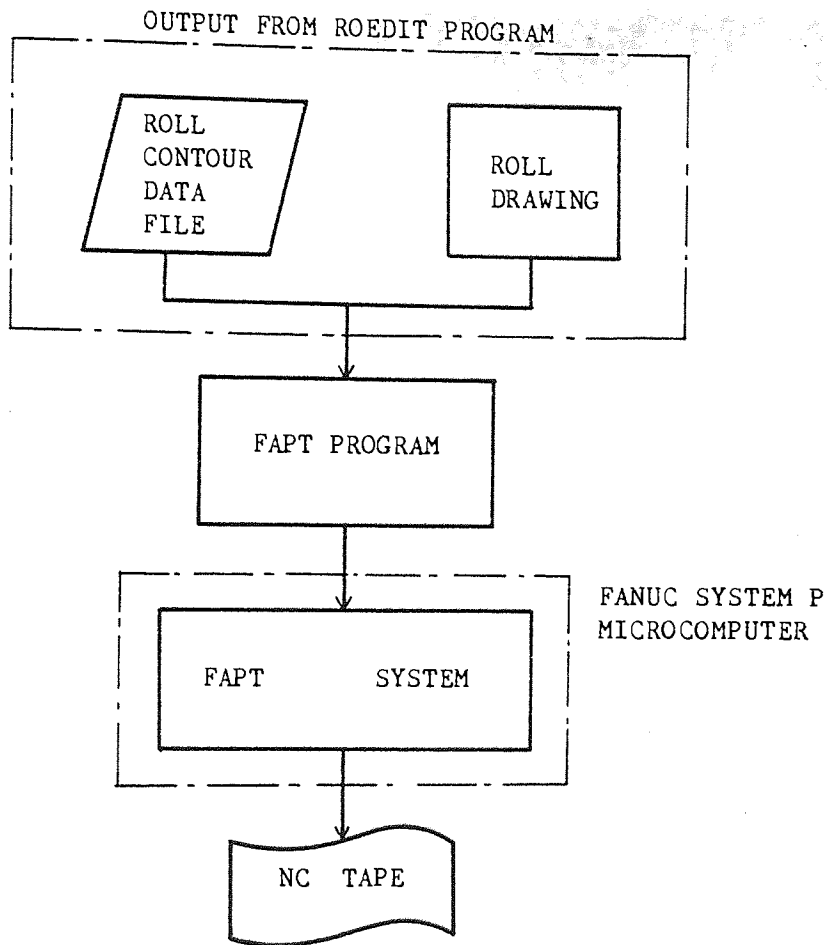 OUTPUT FROM ROEDIT PROGRAM
ROLL
CONTOUR
DATA
FILE
ROLL
DRAWING
FAPT PROGRAM
FANUC SYSTEM P
MICROCOMPUTER
FAPT SYSTEM
NC TAPE